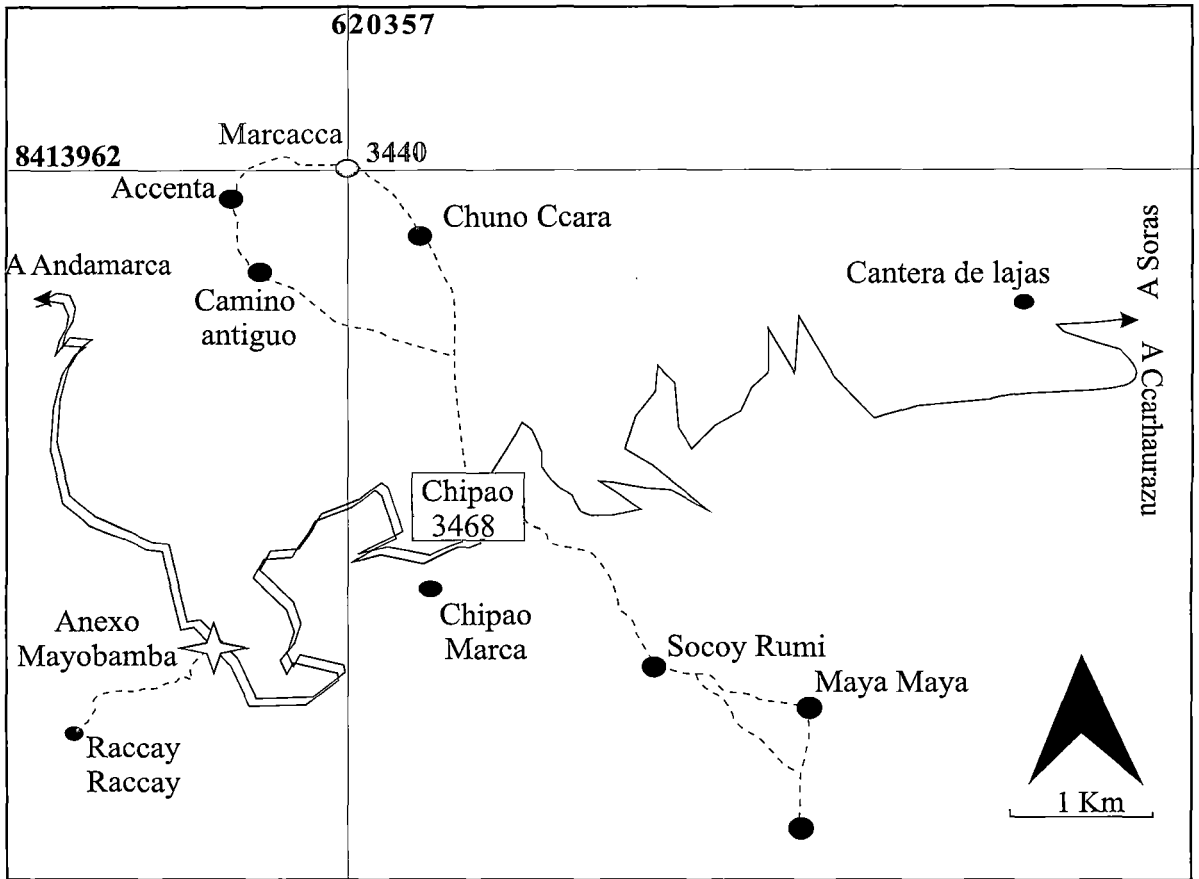 620357
Marcacca
8413962
3440
Accenta
Chuno Ccara
A Soras
A Andamarca
Cantera de lajas
Camino
antiguo
A Ccarhaurazu
Chipao
3468
Anexo
Mayobamba
Chipao
Marca
Socoy Rumi
Maya Maya
Raccay
Raccay
1 Km